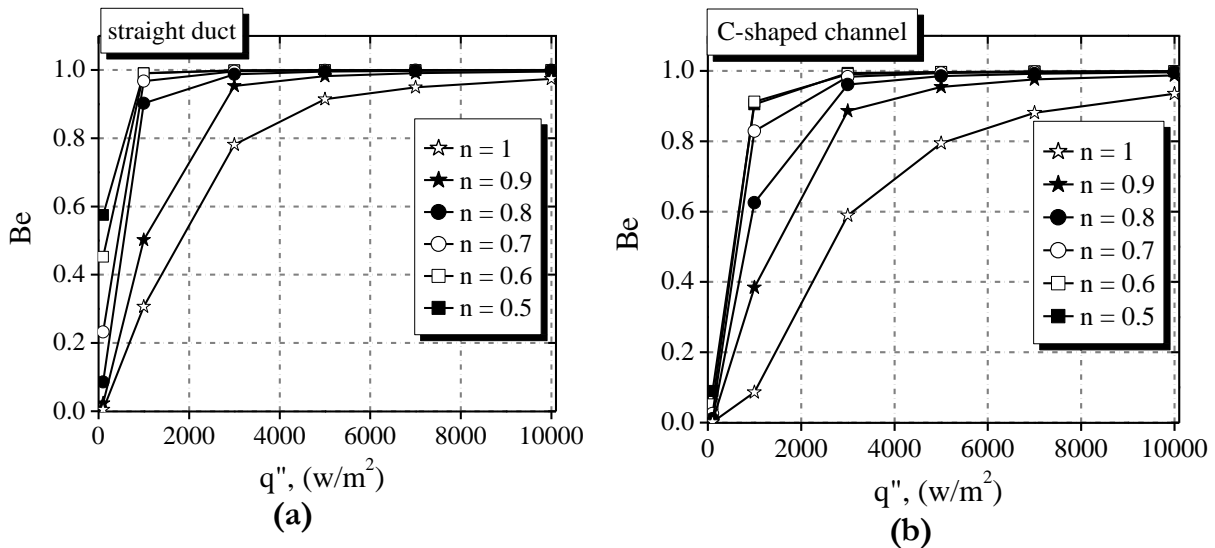 straight duct
1.0
0.8
0.6
0.4
0.2
0.0
Be
n = 1
n = 0.9
n = 0.8
n = 0.7
n = 0.6
n = 0.5
0 2000 4000 6000 8000 10000
q", (w/m²)
(a)
C-shaped channel
1.0
0.8
0.6
0.4
0.2
0.0
Be
n = 1
n = 0.9
n = 0.8
n = 0.7
n = 0.6
n = 0.5
0 2000 4000 6000 8000 10000
q", (w/m²)
(b)